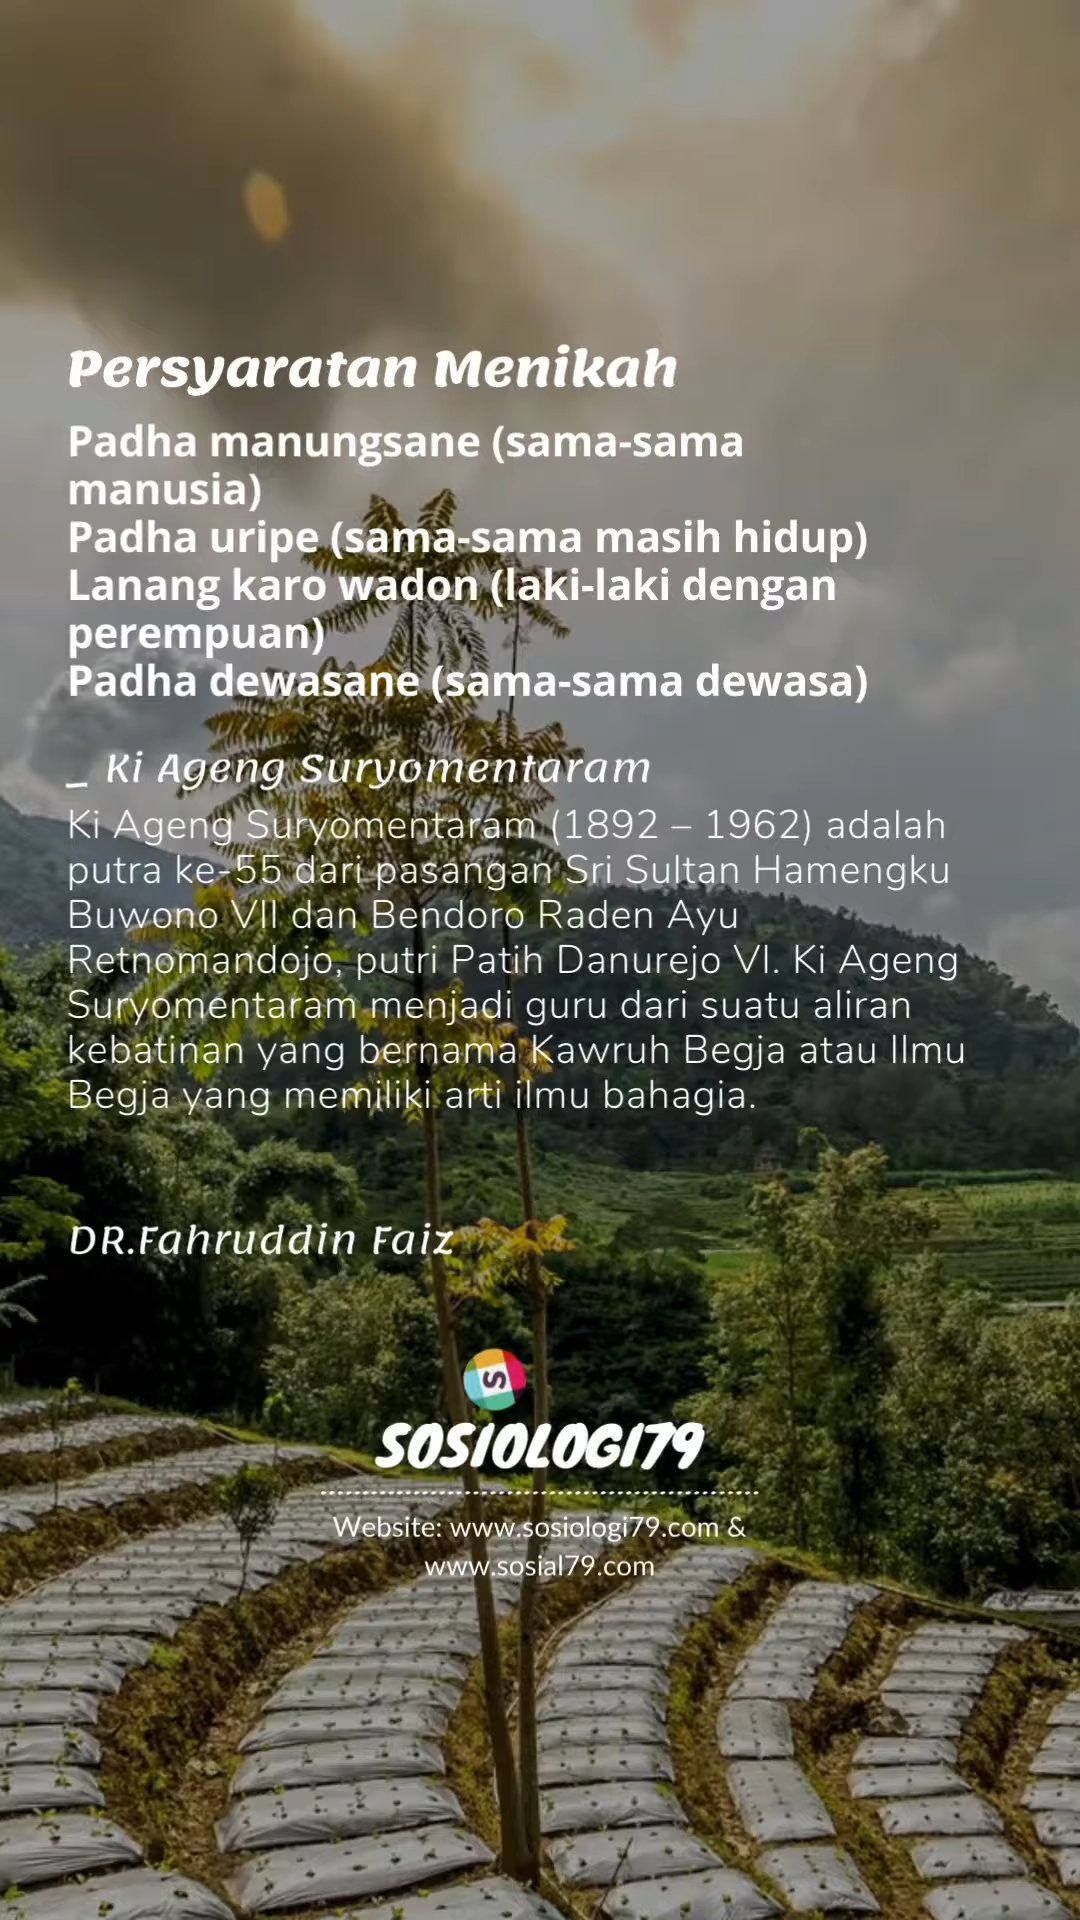 Persyaratan Menikah
Padha manungsane (sama-sama
manusia)
Padha uripe (sama-sama masih hidup)
Lanang karo wadon (laki-laki dengan
perempuan)
Padha dewasane (sama-sama dewasa)
_ Ki Ageng Suryomentaram
Ki Ageng Suryomentaram (1892 – 1962) adalah
putra ke-55 dari pasangan Sri Sultan Hamengku
Buwono VII dan Bendoro Raden Ayu
Retnomandojo, putri Patih Danurejo VI. Ki Ageng
Suryomentaram menjadi guru dari suatu aliran
kebatinan yang bernama Kawruh Begja atau Ilmu
Begja yang memiliki arti ilmu bahagia.
DR.Fahruddin Faiz
S
SOSIOLOGI79
Website: www.sosiologi79.com &
www.sosial79.com